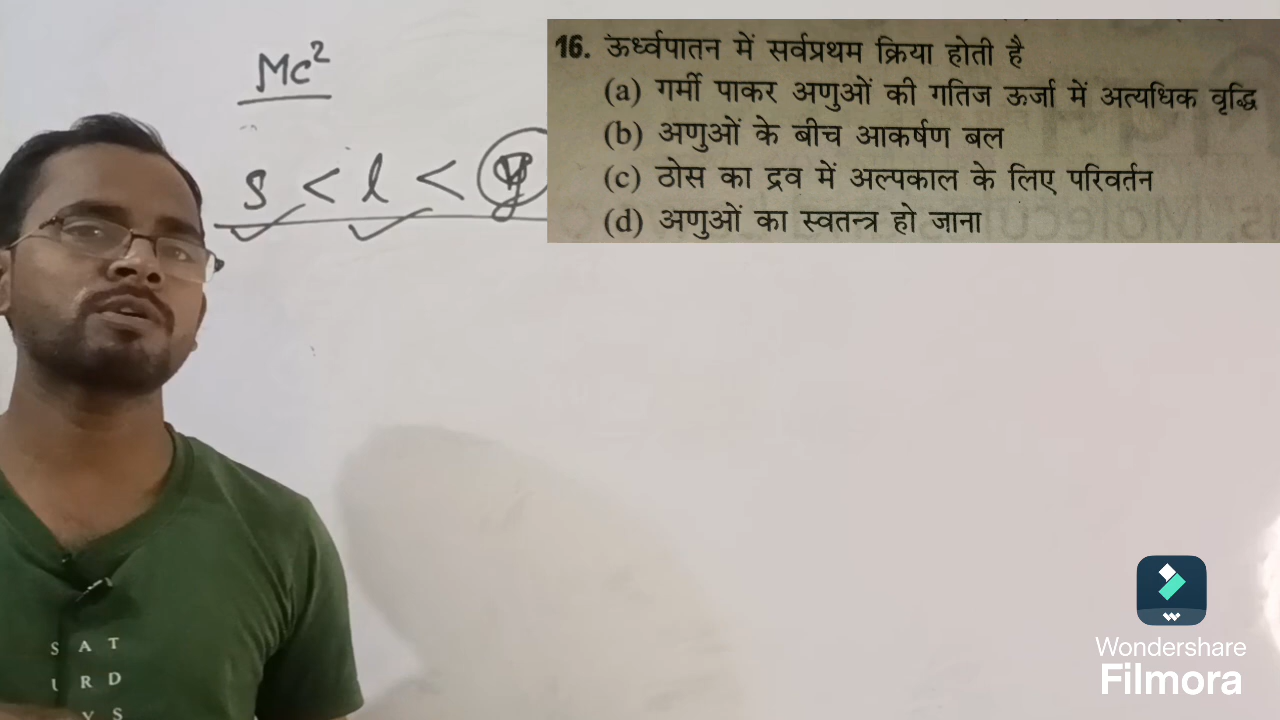 Mc²
s < l < g
16. ऊर्ध्वपातन में सर्वप्रथम क्रिया होती है
(a) गर्मी पाकर अणुओं की गतिज ऊर्जा में अत्यधिक वृद्धि
(b) अणुओं के बीच आकर्षण बल
(c) ठोस का द्रव में अल्पकाल के लिए परिवर्तन
(d) अणुओं का स्वतन्त्र हो जाना
S A T
U R D
Y S
Wondershare
Filmora